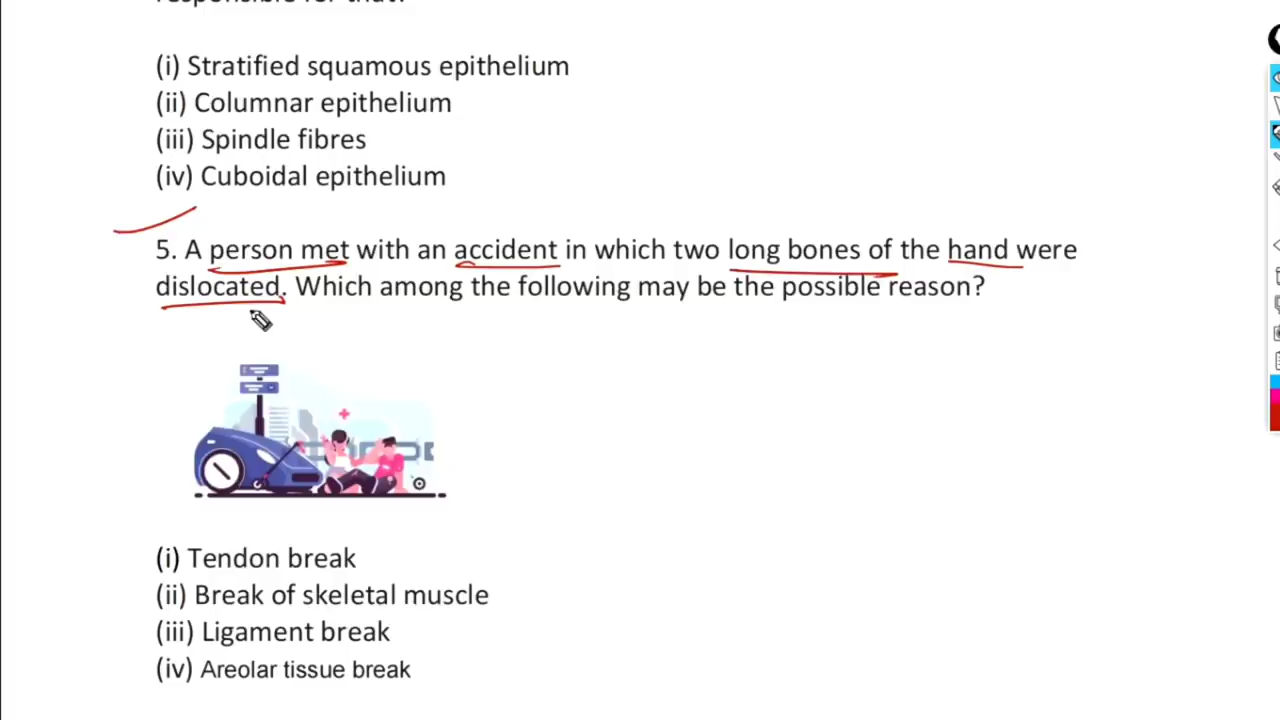 (i) Stratified squamous epithelium
(ii) Columnar epithelium
(iii) Spindle fibres
(iv) Cuboidal epithelium
5. A person met with an accident in which two long bones of the hand were
dislocated. Which among the following may be the possible reason?
(i) Tendon break
(ii) Break of skeletal muscle
(iii) Ligament break
(iv) Areolar tissue break